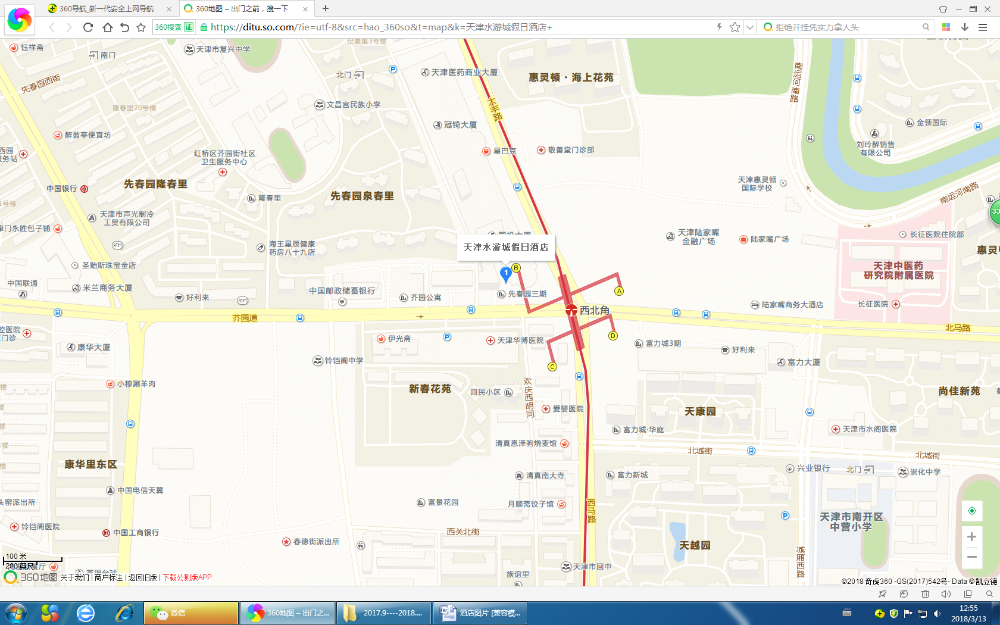 360导航_新一代安全上网导航
360地图 – 出门之前，搜一下
360搜索 证
https://ditu.so.com/?ie=utf-8&src=hao_360so&t=map&k=天津水游城假日酒店+
拒绝开挂凭实力拿人头
钰祥斋
南门
天津市复兴中学
纪春里3号楼
先春园西街
北门
P
天津医药商业大厦
惠灵顿·海上花苑
南运河南路
大丰路
隆春里20号楼
文昌宫民族小学
冠锜大厦
金领国际
醉翁亭便宜坊
刘玲醉销售
有限公司
西园
服务站
红桥区芥园街社区
卫生服务中心
星巴克
敬善堂门诊部
先春园隆春里
中国银行
先春园泉春里
隆春里
天津惠灵顿
国际学校
南运河南路
1号楼
天津市声光制冷
工贸有限公司
津门永胜包子铺
33
ATM
海王星辰健康
药房八十九店
天津陆家嘴
金融广场
陆家嘴广场
长征医院住院部
天津水游城假日酒店
圣贻斯珠宝金店
中国联通
米兰商务大厦
好利来
ATM
中国邮政储蓄银行
芥园公寓
1
B
先春园三期
A
天津中医药
研究院附属医院
长征医院
陆家嘴商务大酒店
西北角
芥园道
北马路
腔医院
门诊
康华大厦
伊光斋
P
天津华博医院
D
富力城3期
好利来
富力大厦
铃铛阁中学
C
小穆涮羊肉
新春花苑
回民小区
欢庆西胡同
爱婴医院
天康园
尚佳新苑
富力城·华庭
天津市水阁医院
清真恩泽驹烧麦馆
北城街
北城街
康华里东区
清真南大寺
富力新城
兴业银行
北门
崇化中学
中国电信天翼
头窑派出所
富景花园
月顺斋饺子馆
西马路
P
天津市南开区
中营小学
铃铛阁医院
中国工商银行
西关北街
春德街派出所
天越园
城厢西路
天津市回中
族谊里
100 米
200 英尺
360地图 关于我们 | 商户标注 | 返回旧版 | 下载公测版APP
©2018 奇虎360 -GS(2017)542号- Data © 凯立德
微信
360地图 – 出门之...
2017.9----2018....
酒店图片 [兼容模...
12:55
2018/3/13